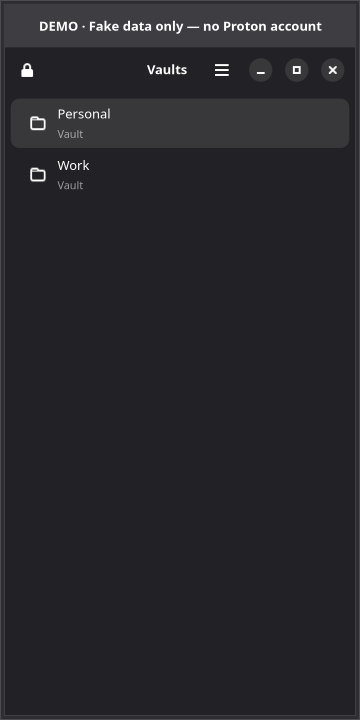 DEMO · Fake data only — no Proton account
Vaults
Personal
Vault
Work
Vault